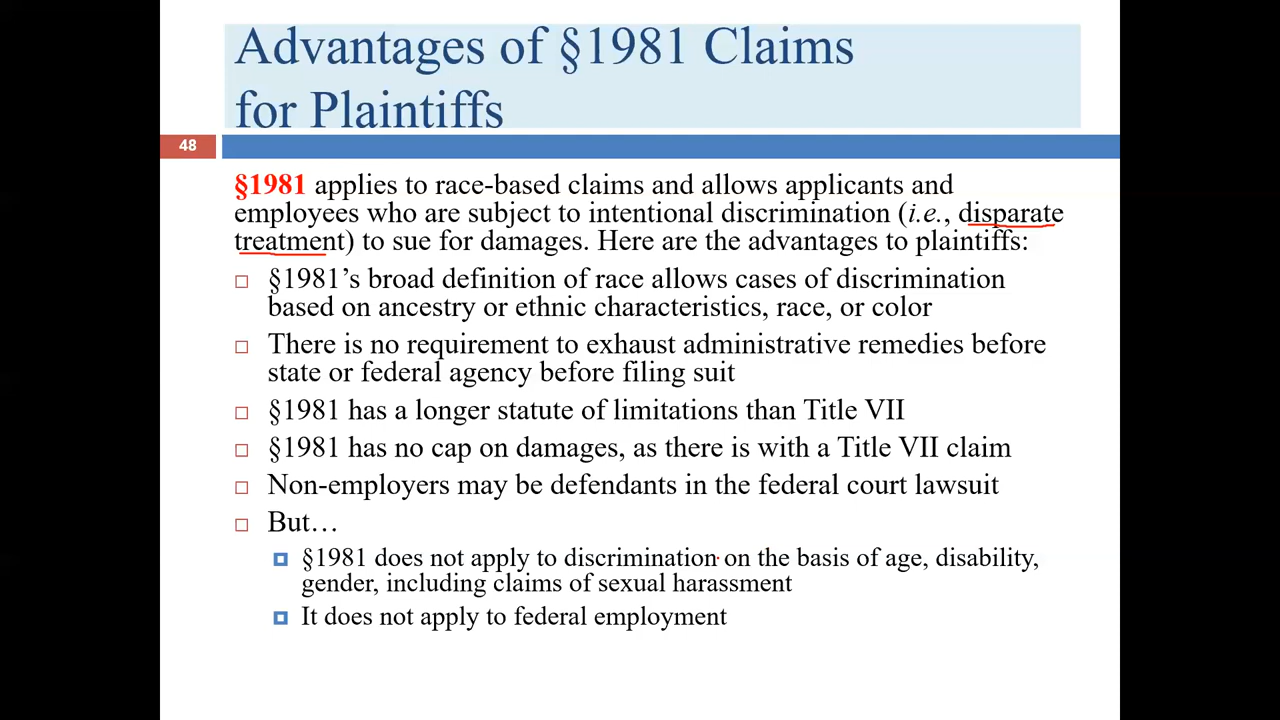 Advantages of §1981 Claims
for Plaintiffs
48
§1981 applies to race-based claims and allows applicants and
employees who are subject to intentional discrimination (i.e., disparate
treatment) to sue for damages. Here are the advantages to plaintiffs:
§1981's broad definition of race allows cases of discrimination
based on ancestry or ethnic characteristics, race, or color
There is no requirement to exhaust administrative remedies before
state or federal agency before filing suit
§1981 has a longer statute of limitations than Title VII
§1981 has no cap on damages, as there is with a Title VII claim
Non-employers may be defendants in the federal court lawsuit
But…
§1981 does not apply to discrimination on the basis of age, disability,
gender, including claims of sexual harassment
It does not apply to federal employment